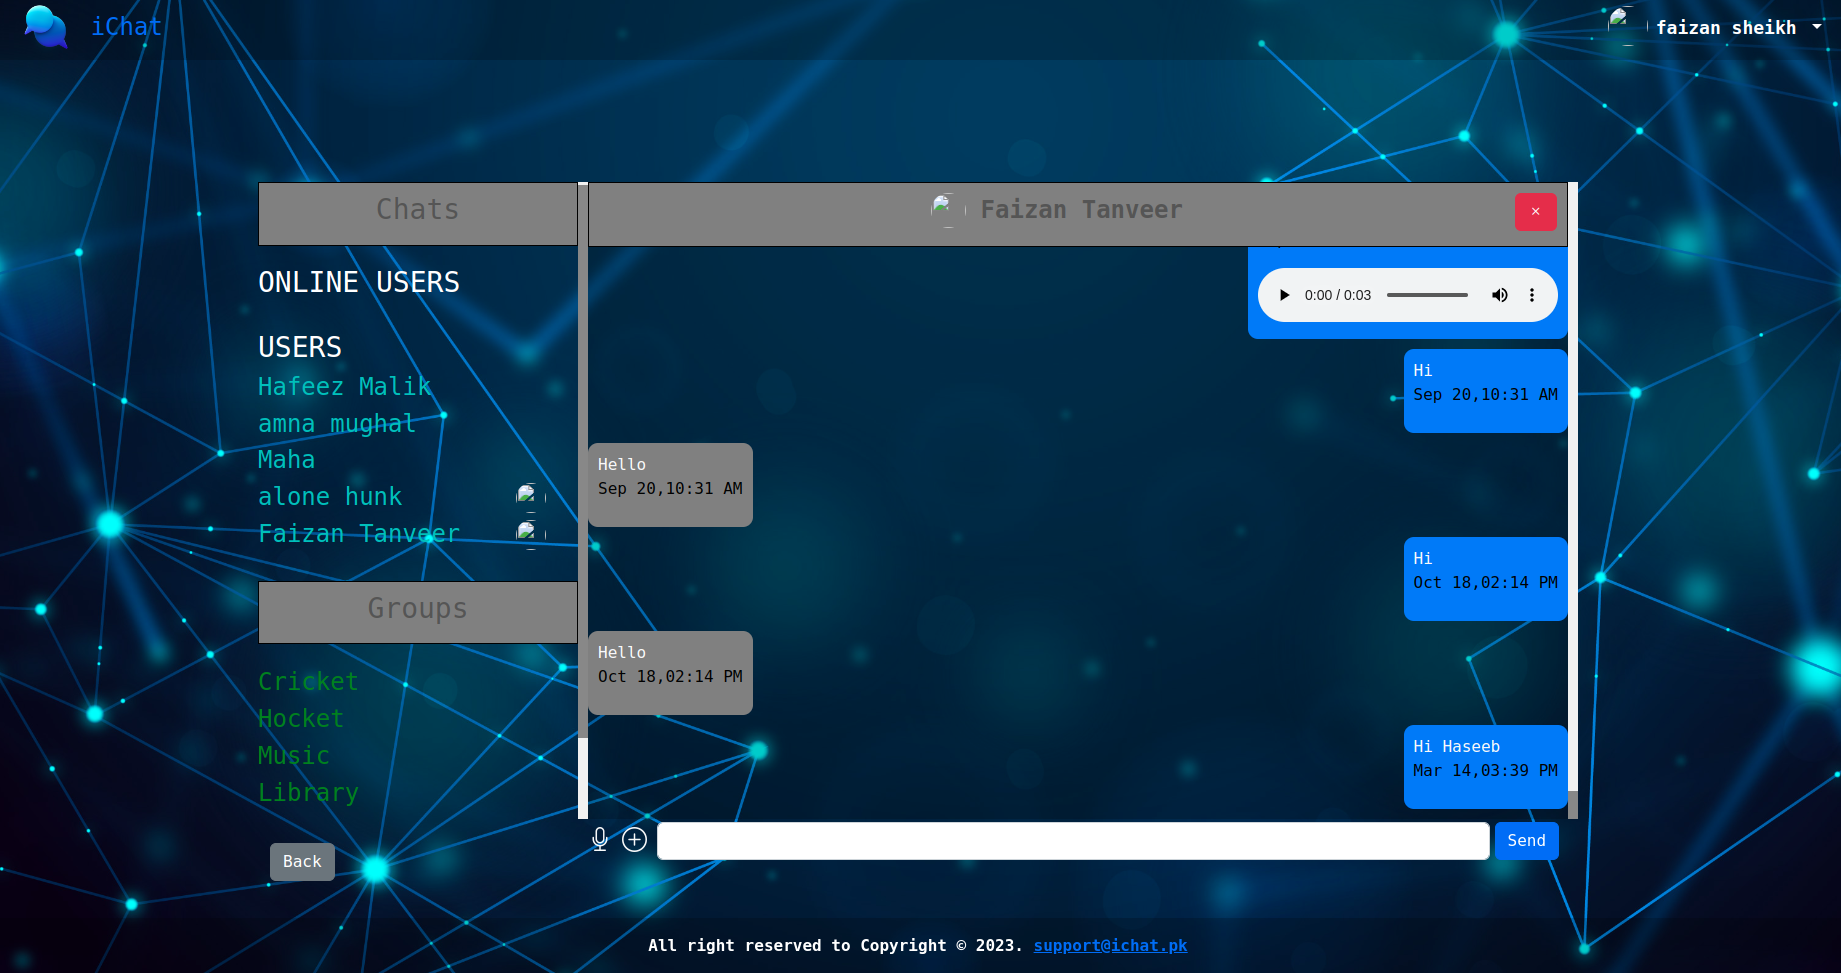 iChat
faizan sheikh
Chats
ONLINE USERS
USERS
Hafeez Malik
amna mughal
Maha
alone hunk
Faizan Tanveer
Groups
Cricket
Hocket
Music
Library
Back
Faizan Tanveer
×
0:00 / 0:03
Hi
Sep 20,10:31 AM
Hello
Sep 20,10:31 AM
Hi
Oct 18,02:14 PM
Hello
Oct 18,02:14 PM
Hi Haseeb
Mar 14,03:39 PM
Send
All right reserved to Copyright © 2023. support@ichat.pk